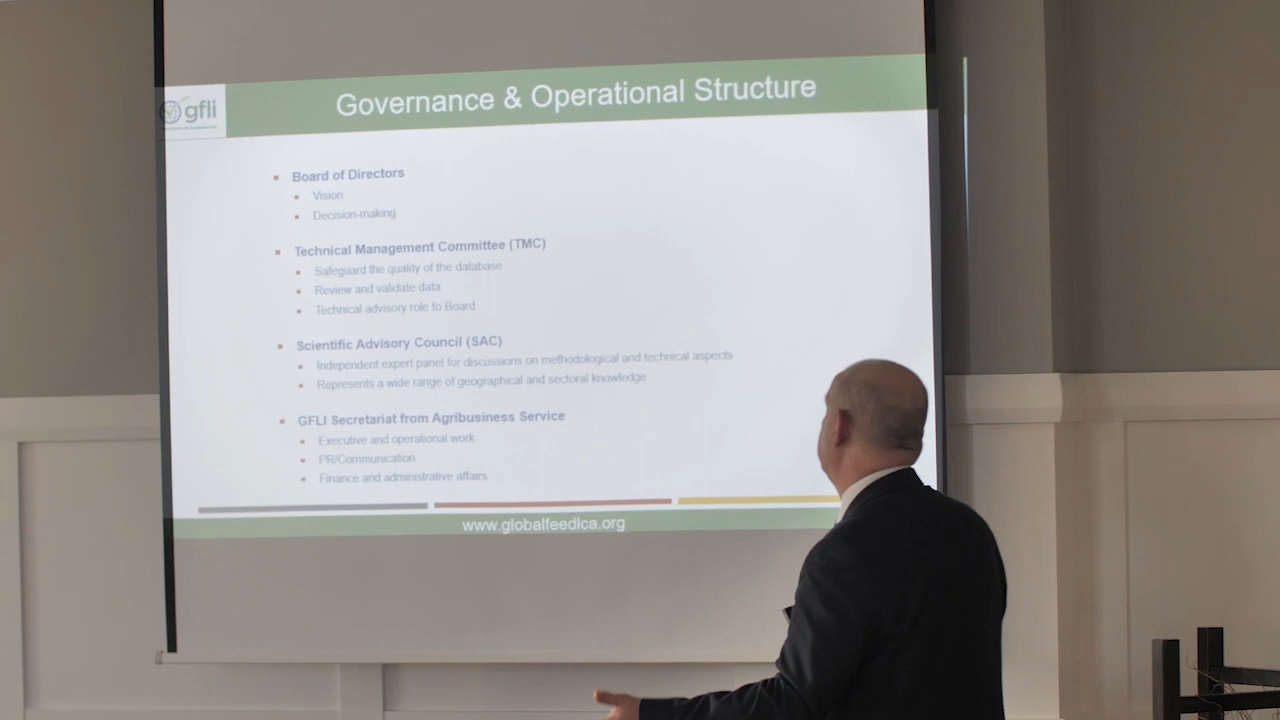 gfli
Governance & Operational Structure
Board of Directors
Vision
Decision-making
Technical Management Committee (TMC)
Safeguard the quality of the database
Review and validate data
Technical advisory role to Board
Scientific Advisory Council (SAC)
Independent expert panel for discussions on methodological and technical aspects
Represents a wide range of geographical and sectoral knowledge
GFLI Secretariat from Agribusiness Service
Executive and operational work
PR/Communication
Finance and administrative affairs
www.globalfeedlca.org